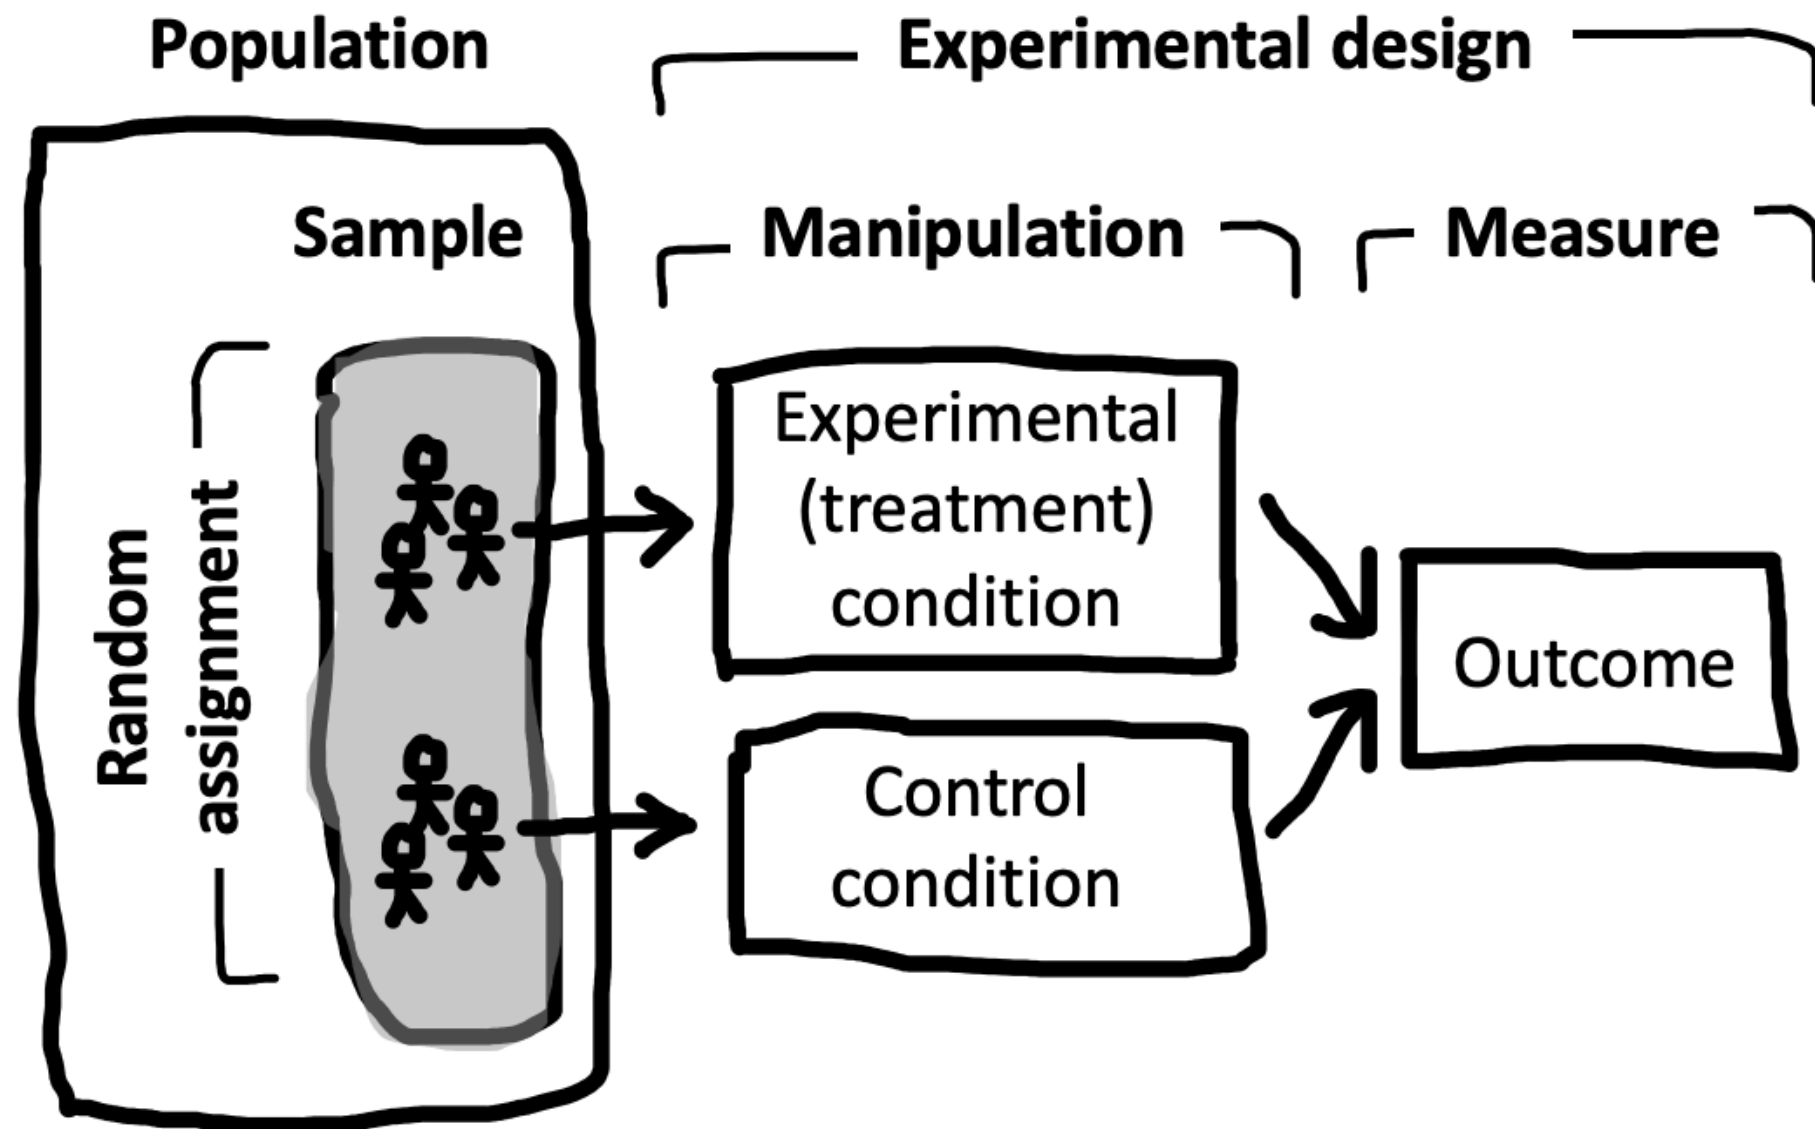 Population
Experimental design
Sample
Manipulation
Measure
Random
assignment
Experimental
(treatment)
condition
Control
condition
Outcome